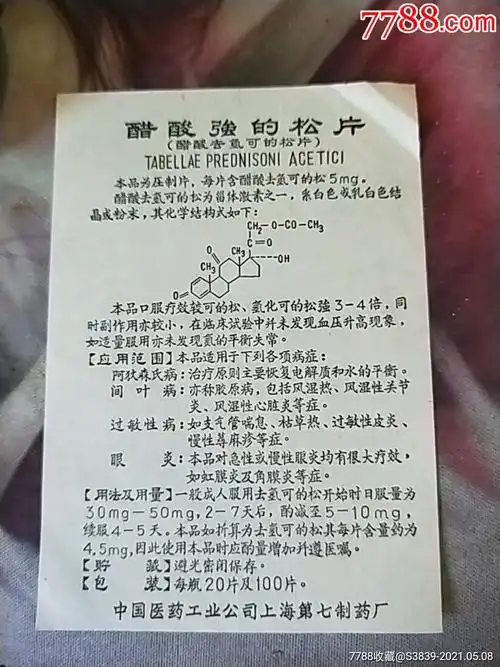 7788.com
醋酸強的松片
(醋酸去氢可的松片)
TABELLAE PREDNISONI ACETICI
本品为压制片，每片含醋酸去氢可的松5mg。
醋酸去氢可的松为甾体激素之一，系白色或乳白色结
晶或粉末，其化学结构式如下：
CH₂-OCO-CH₃
C=O
CH₃
O
CH₃
OH
O
本品口服疗效较可的松、氢化可的松強3-4倍，同
时副作用亦较小，在临床试验中并未发现血压升高现象，
如适量服用亦未发现氮的平衡失常。
【应用范围】本品适用于下列各项病症：
阿狄森氏病：治疗原则主要恢复电解质和水的平衡。
间叶病：亦称胶原病，包括风湿热、风湿性关节
炎、风湿性心脏炎等症。
过敏性病：如支气管喘息、枯草热、过敏性皮炎、
慢性荨麻疹等症。
眼炎：本品对急性或慢性眼炎均有很大疗效，
如虹膜炎及角膜炎等症。
【用法及用量】一般成人服用去氢可的松开始时日服量为
30mg-50mg，2-7天后，酌减至5-10mg，
续服4-5天。本品如折算为去氢可的松其每片含量约为
4.5mg，因此使用本品时应酌量增加并遵医嘱。
【贮藏】避光密闭保存。
【包装】每瓶20片及100片。
中国医药工业公司上海第七制药厂
7788收藏@S3839-2021.05.08